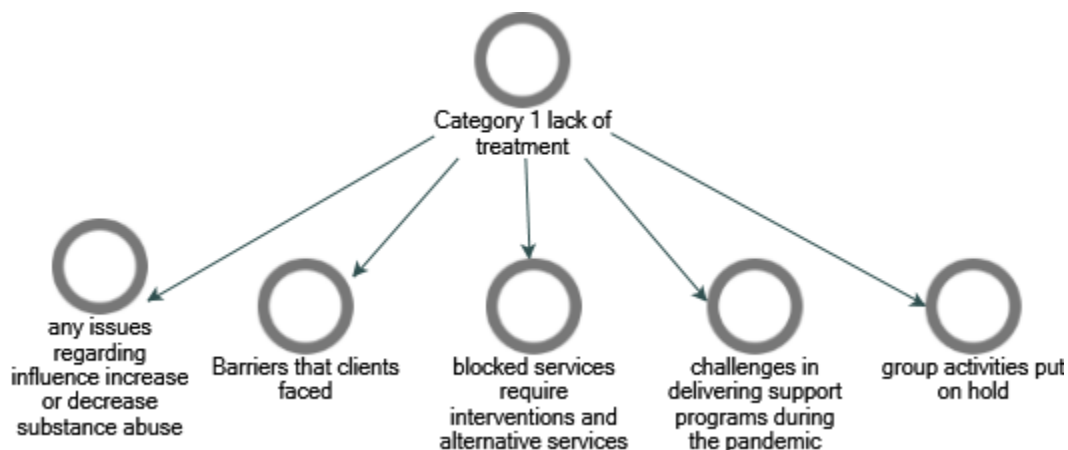 Category 1 lack of
treatment
any issues
regarding
influence increase
or decrease
substance abuse
Barriers that clients
faced
blocked services
require
interventions and
alternative services
challenges in
delivering support
programs during
the pandemic
group activities put
on hold